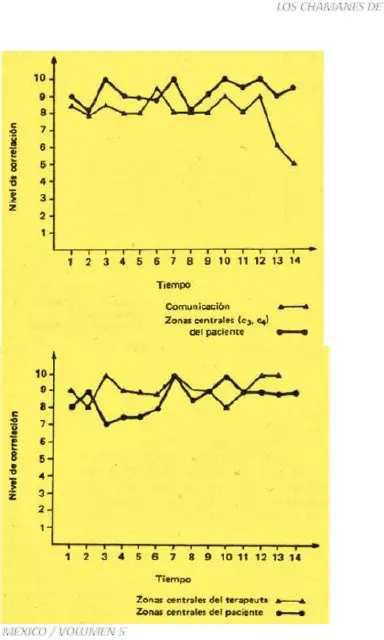 LOS CHAMANES DE
Nivel de correlación
10
9
8
7
6
5
4
3
2
1
1 2 3 4 5 6 7 8 9 10 11 12 13 14
Tiempo
Comunicación
Zonas centrales (c3, c4)
del paciente
Nivel de correlación
10
9
8
7
6
5
4
3
2
1
1 2 3 4 5 6 7 8 9 10 11 12 13 14
Tiempo
Zonas centrales del terapeuta
Zonas centrales del paciente
MEXICO / VOLUMEN 5